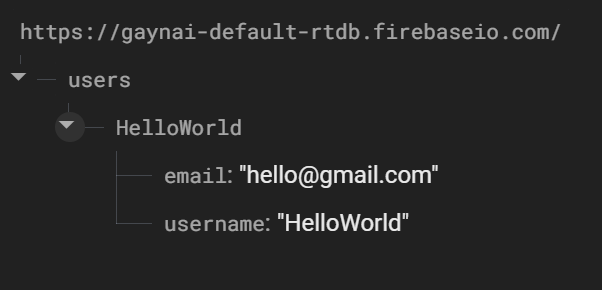 https://gaynai-default-rtdb.firebaseio.com/
users
HelloWorld
email: "hello@gmail.com"
username: "HelloWorld"